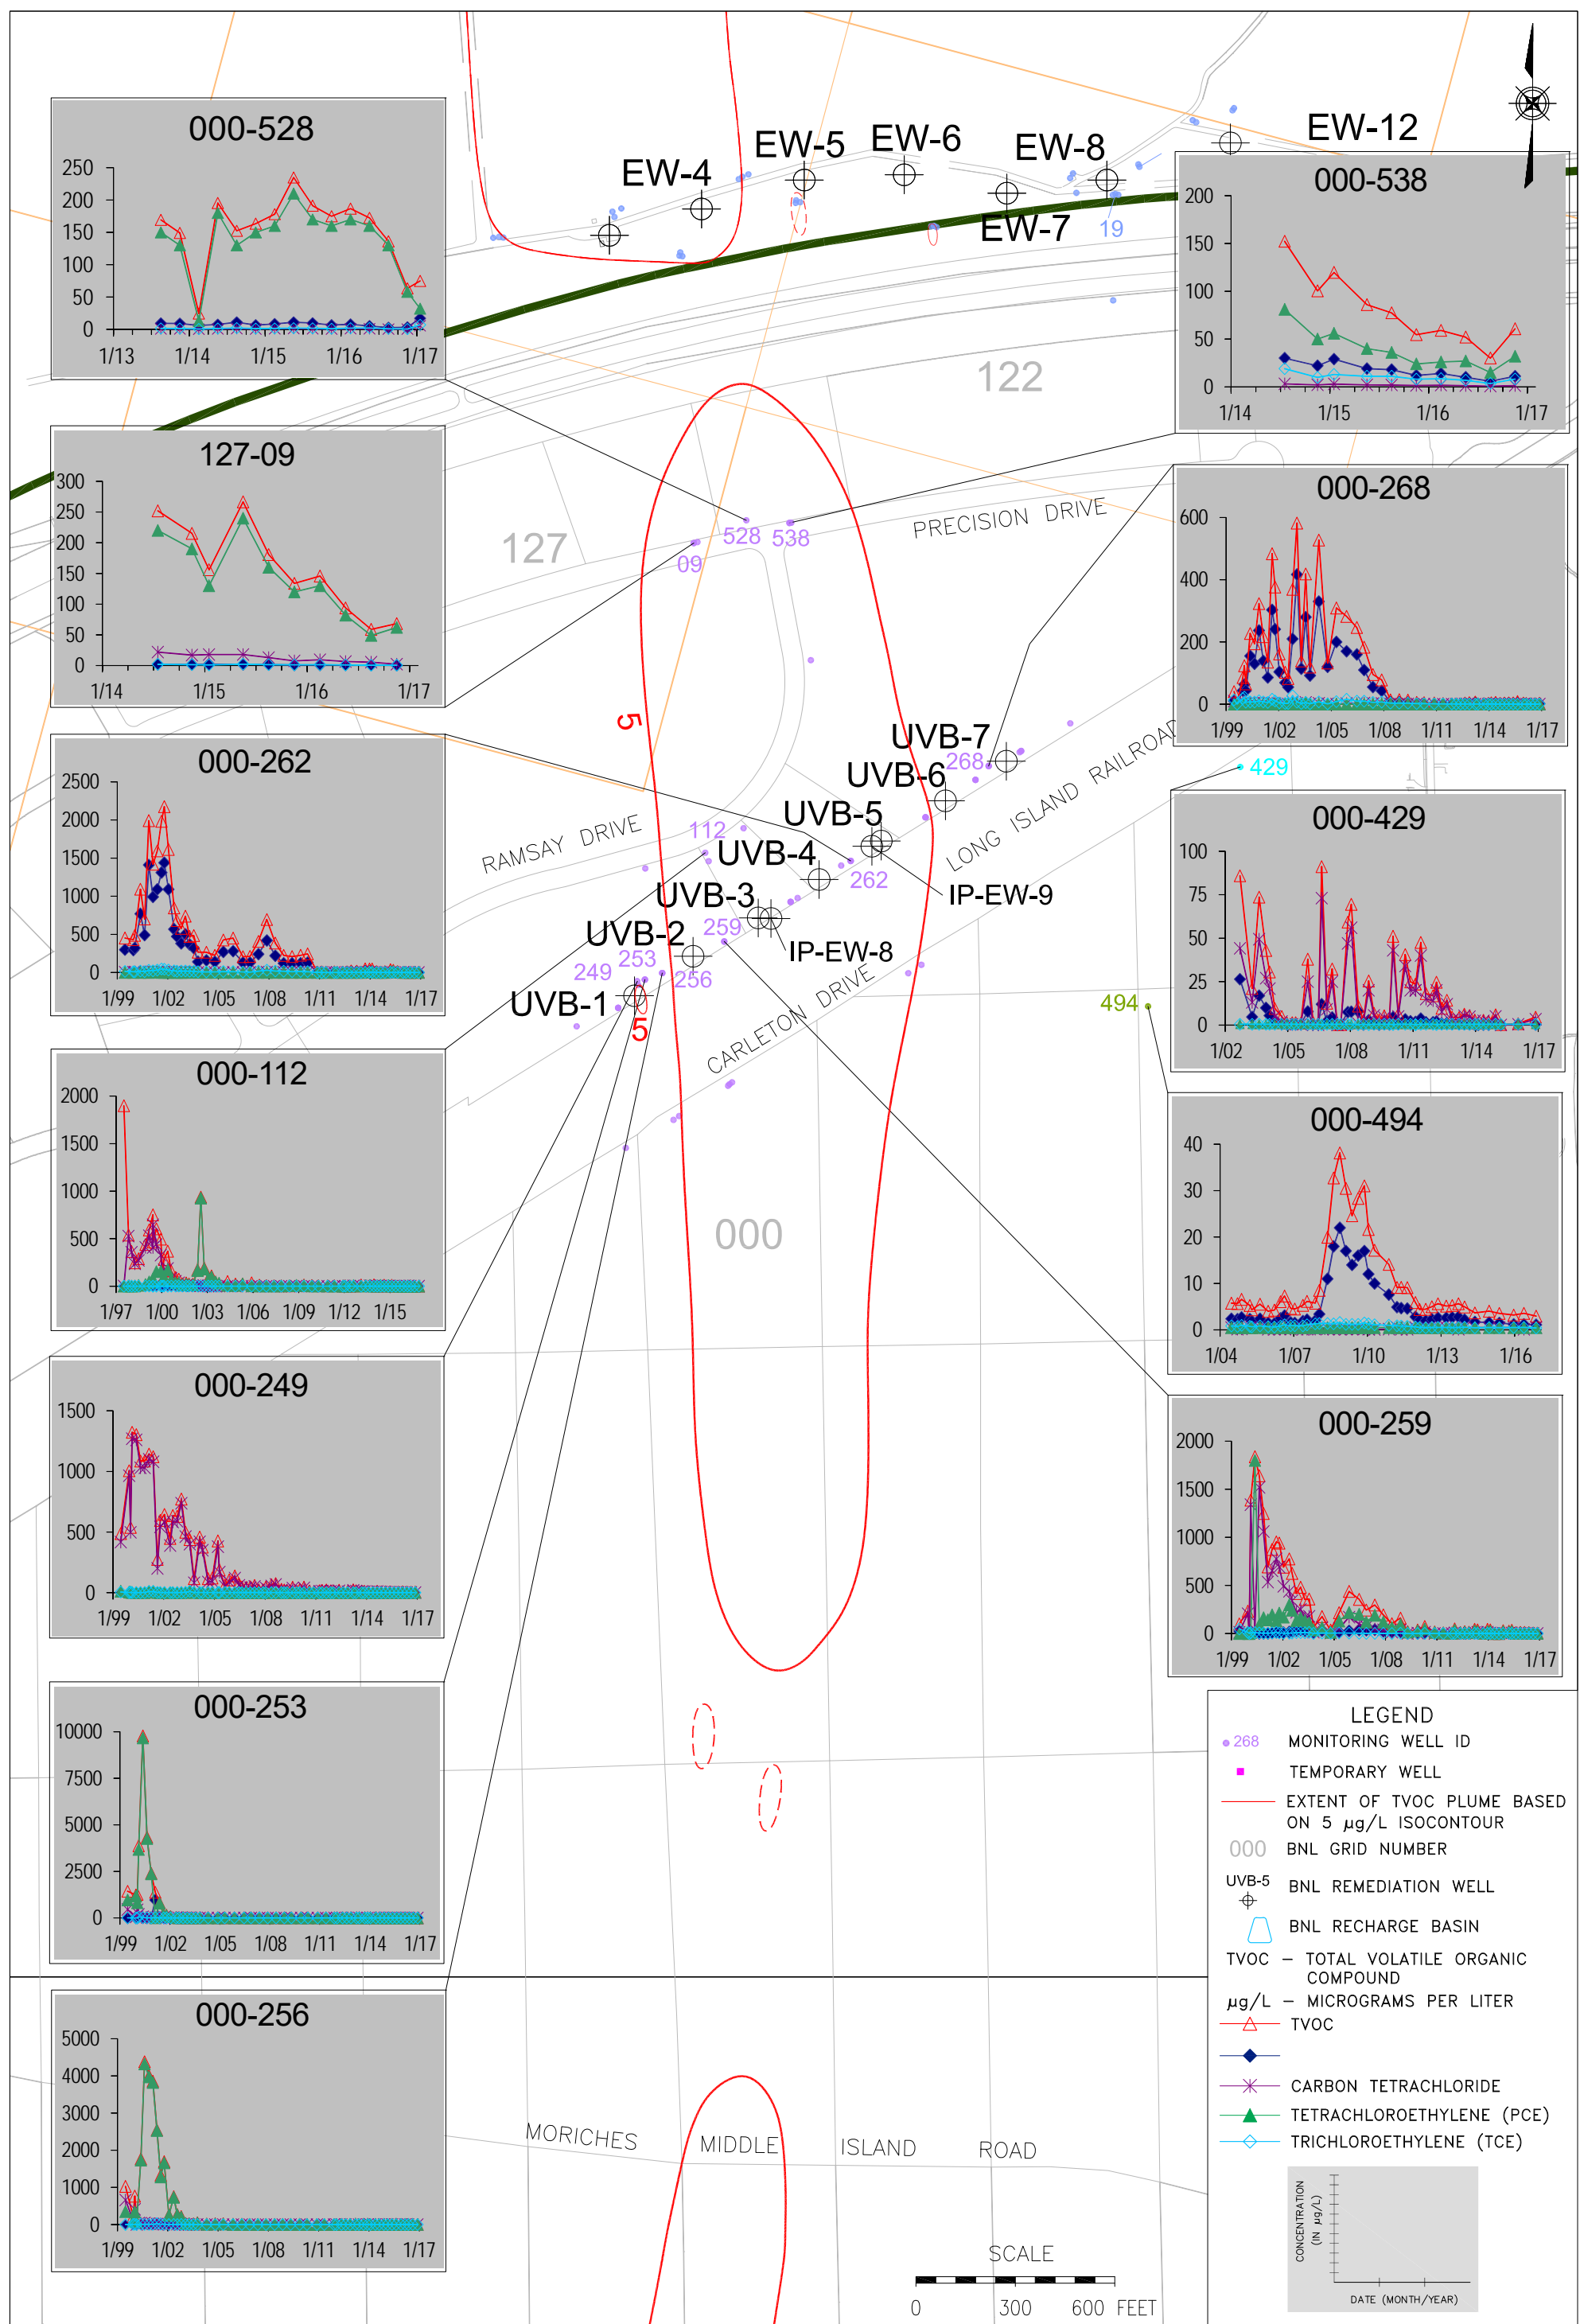 000-528
250
200
150
100
50
0
1/13 1/14 1/15 1/16 1/17
EW-4
EW-5
EW-6
EW-7
EW-8
19
EW-12
000-538
200
150
100
50
0
1/14 1/15 1/16 1/17
122
127-09
300
250
200
150
100
50
0
1/14 1/15 1/16 1/17
127
09
528
538
PRECISION DRIVE
000-268
600
400
200
0
1/99 1/02 1/05 1/08 1/11 1/14 1/17
5
000-262
2500
2000
1500
1000
500
0
1/99 1/02 1/05 1/08 1/11 1/14 1/17
UVB-7
268
UVB-6
UVB-5
LONG ISLAND RAILROAD
429
RAMSAY DRIVE
112
UVB-4
262
IP-EW-9
UVB-3
259
IP-EW-8
UVB-2
253
249
256
UVB-1
5
CARLETON DRIVE
494
000-429
100
75
50
25
0
1/02 1/05 1/08 1/11 1/14 1/17
000-112
2000
1500
1000
500
0
1/97 1/00 1/03 1/06 1/09 1/12 1/15
000-494
40
30
20
10
0
1/04 1/07 1/10 1/13 1/16
000
000-249
1500
1000
500
0
1/99 1/02 1/05 1/08 1/11 1/14 1/17
000-259
2000
1500
1000
500
0
1/99 1/02 1/05 1/08 1/11 1/14 1/17
000-253
10000
7500
5000
2500
0
1/99 1/02 1/05 1/08 1/11 1/14 1/17
000-256
5000
4000
3000
2000
1000
0
1/99 1/02 1/05 1/08 1/11 1/14 1/17
MORICHES MIDDLE ISLAND ROAD
SCALE
0 300 600 FEET
LEGEND
268 MONITORING WELL ID
TEMPORARY WELL
EXTENT OF TVOC PLUME BASED
ON 5 µg/L ISOCONTOUR
000 BNL GRID NUMBER
UVB-5
BNL REMEDIATION WELL
BNL RECHARGE BASIN
TVOC – TOTAL VOLATILE ORGANIC
COMPOUND
µg/L – MICROGRAMS PER LITER
TVOC
CARBON TETRACHLORIDE
TETRACHLOROETHYLENE (PCE)
TRICHLOROETHYLENE (TCE)
CONCENTRATION
(IN µg/L)
DATE (MONTH/YEAR)